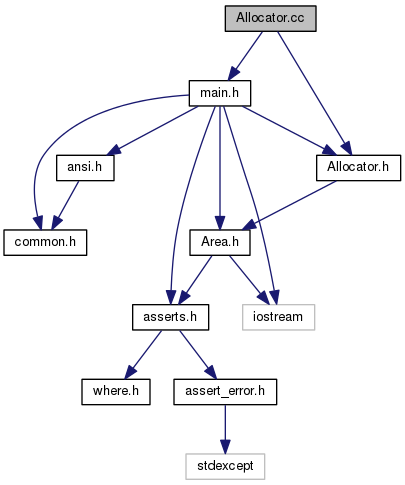 Allocator.cc
main.h
ansi.h
Allocator.h
common.h
Area.h
asserts.h
iostream
where.h
assert_error.h
stdexcept